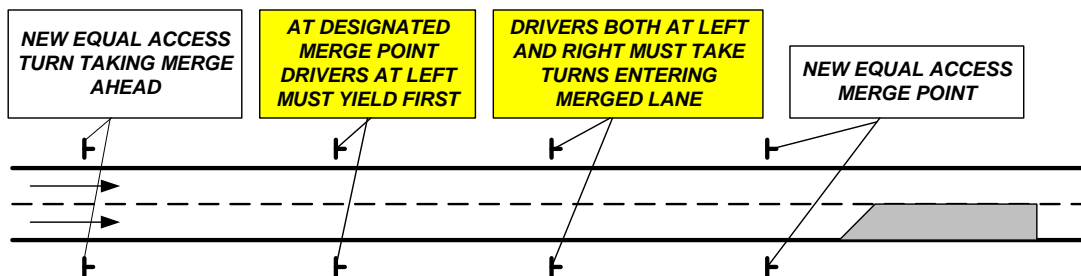 NEW EQUAL ACCESS
TURN TAKING MERGE
AHEAD
AT DESIGNATED
MERGE POINT
DRIVERS AT LEFT
MUST YIELD FIRST
DRIVERS BOTH AT LEFT
AND RIGHT MUST TAKE
TURNS ENTERING
MERGED LANE
NEW EQUAL ACCESS
MERGE POINT